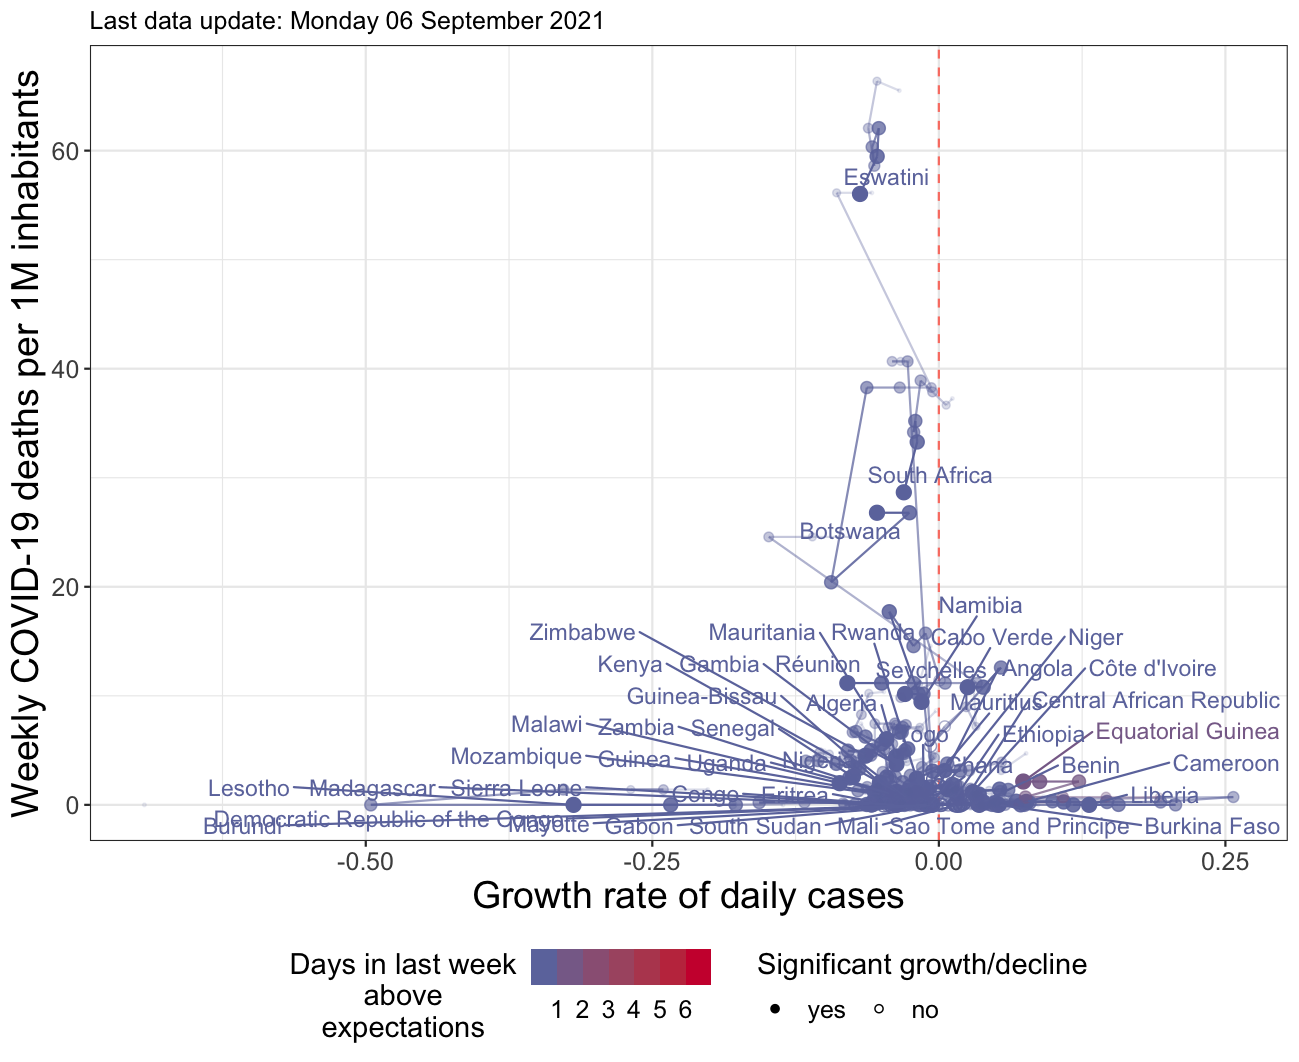 Last data update: Monday 06 September 2021
Weekly COVID-19 deaths per 1M inhabitants
60
40
20
0
Eswatini
South Africa
Botswana
Namibia
Zimbabwe
Mauritania
Rwanda
Cabo Verde
Niger
Kenya
Gambia
Réunion
Seychelles
Angola
Côte d'Ivoire
Guinea-Bissau
Algeria
Mauritius
Central African Republic
Malawi
Zambia
Senegal
Togo
Ethiopia
Equatorial Guinea
Mozambique
Guinea
Uganda
Nigeria
Ghana
Benin
Cameroon
Lesotho
Madagascar
Sierra Leone
Congo
Eritrea
Liberia
Burundi
Democratic Republic of the Congo
Mayotte
Gabon
South Sudan
Mali
Sao Tome and Principe
Burkina Faso
-0.50
-0.25
0.00
0.25
Growth rate of daily cases
Days in last week
above
expectations
1 2 3 4 5 6
Significant growth/decline
yes
no